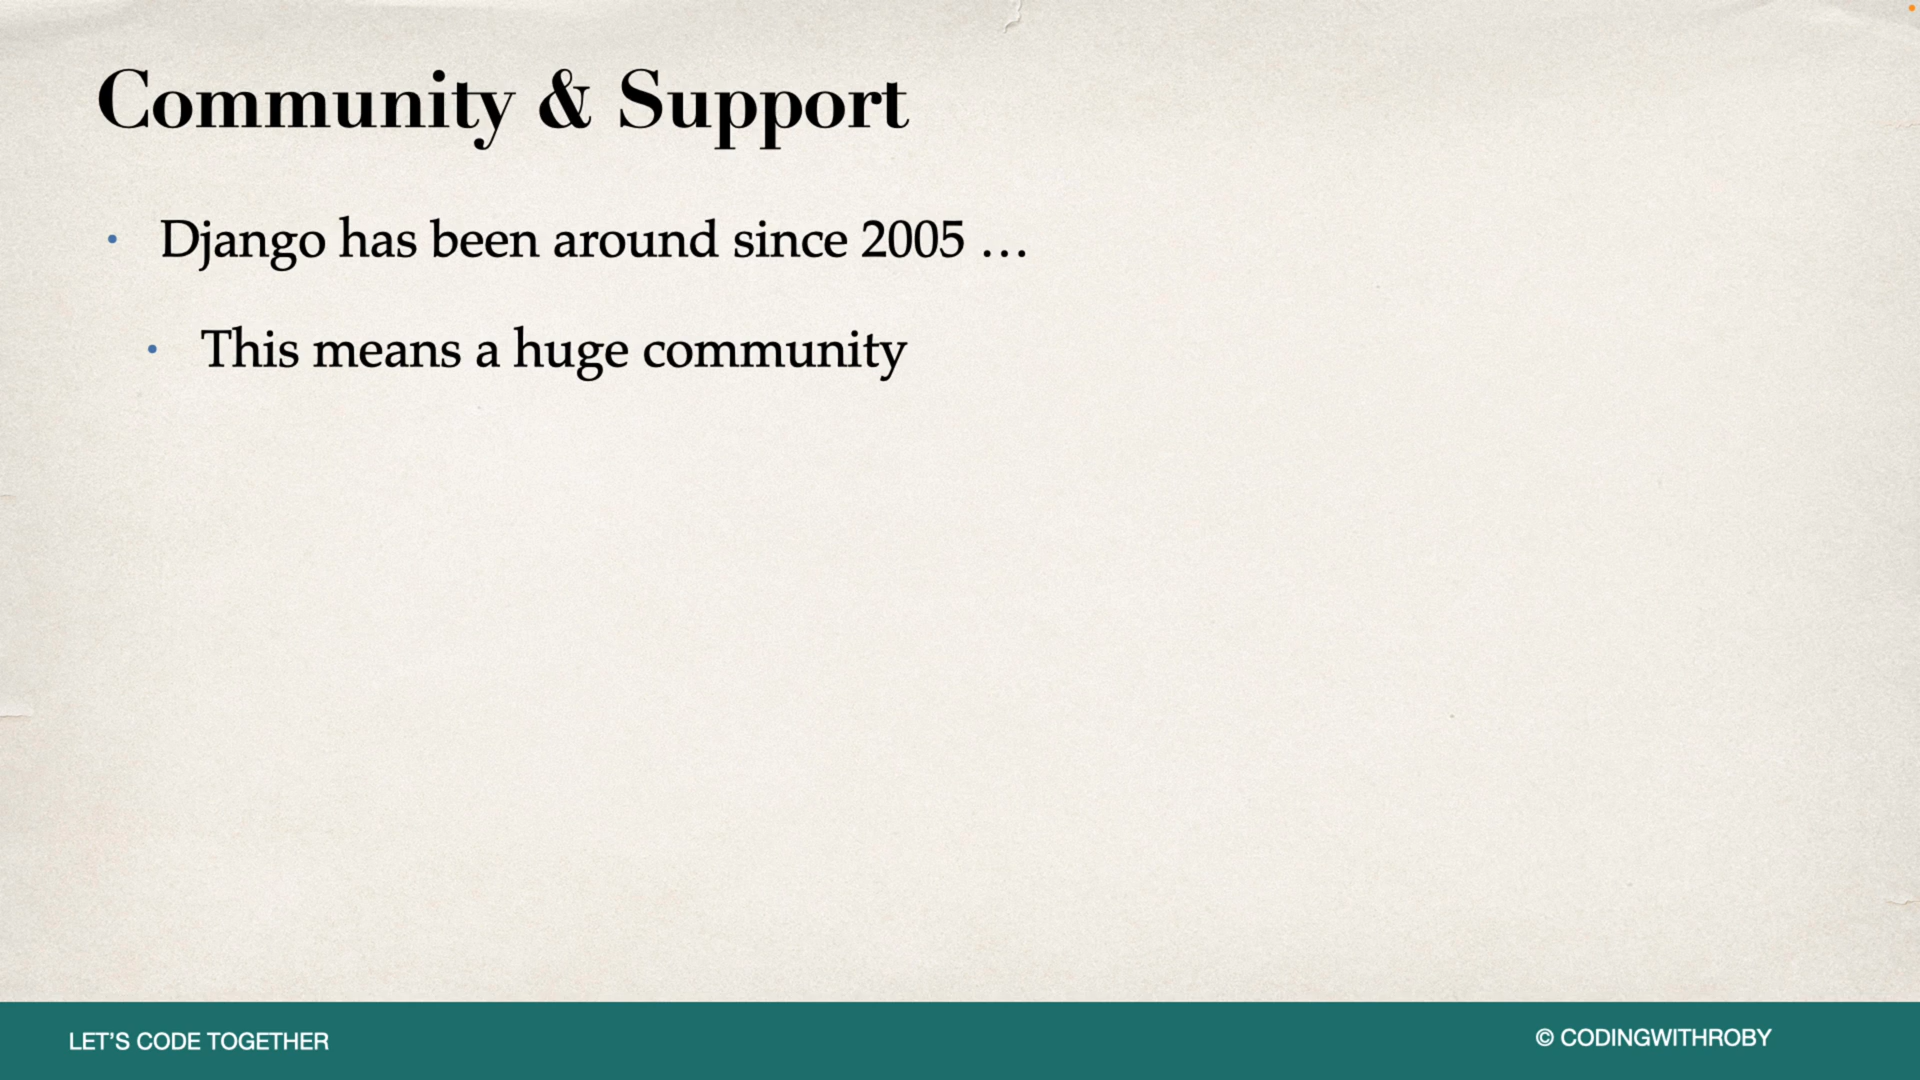 Community & Support
• Django has been around since 2005 …
• This means a huge community
LET’S CODE TOGETHER
© CODINGWITHROBY